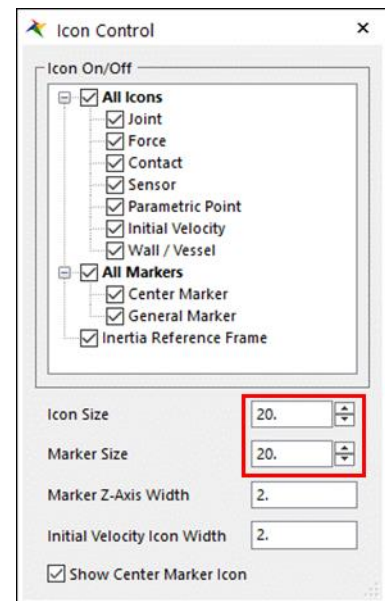 Icon Control
Icon On/Off
All Icons
Joint
Force
Contact
Sensor
Parametric Point
Initial Velocity
Wall / Vessel
All Markers
Center Marker
General Marker
Inertia Reference Frame
Icon Size 20.
Marker Size 20.
Marker Z-Axis Width 2.
Initial Velocity Icon Width 2.
Show Center Marker Icon